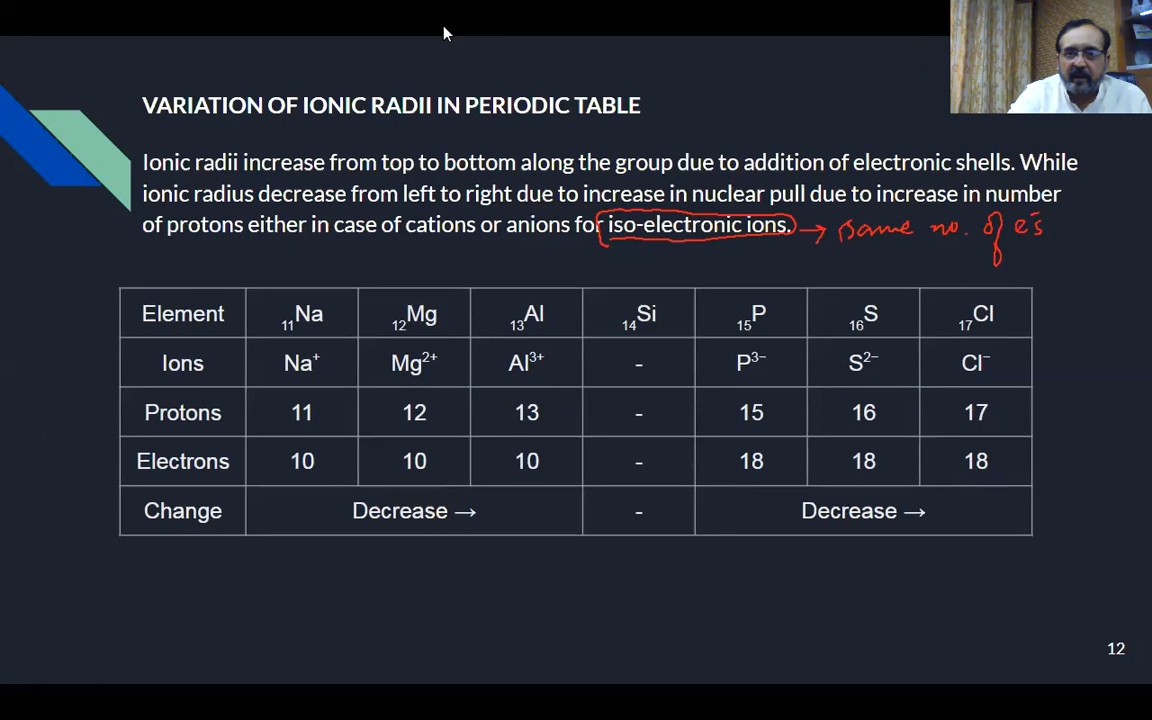 VARIATION OF IONIC RADII IN PERIODIC TABLE
Ionic radii increase from top to bottom along the group due to addition of electronic shells. While
ionic radius decrease from left to right due to increase in nuclear pull due to increase in number
of protons either in case of cations or anions for iso-electronic ions. → same no. of e⁻s
Element ₁₁Na ₁₂Mg ₁₃Al ₁₄Si ₁₅P ₁₆S ₁₇Cl
Ions Na⁺ Mg²⁺ Al³⁺ - P³⁻ S²⁻ Cl⁻
Protons 11 12 13 - 15 16 17
Electrons 10 10 10 - 18 18 18
Change Decrease → - Decrease →
12